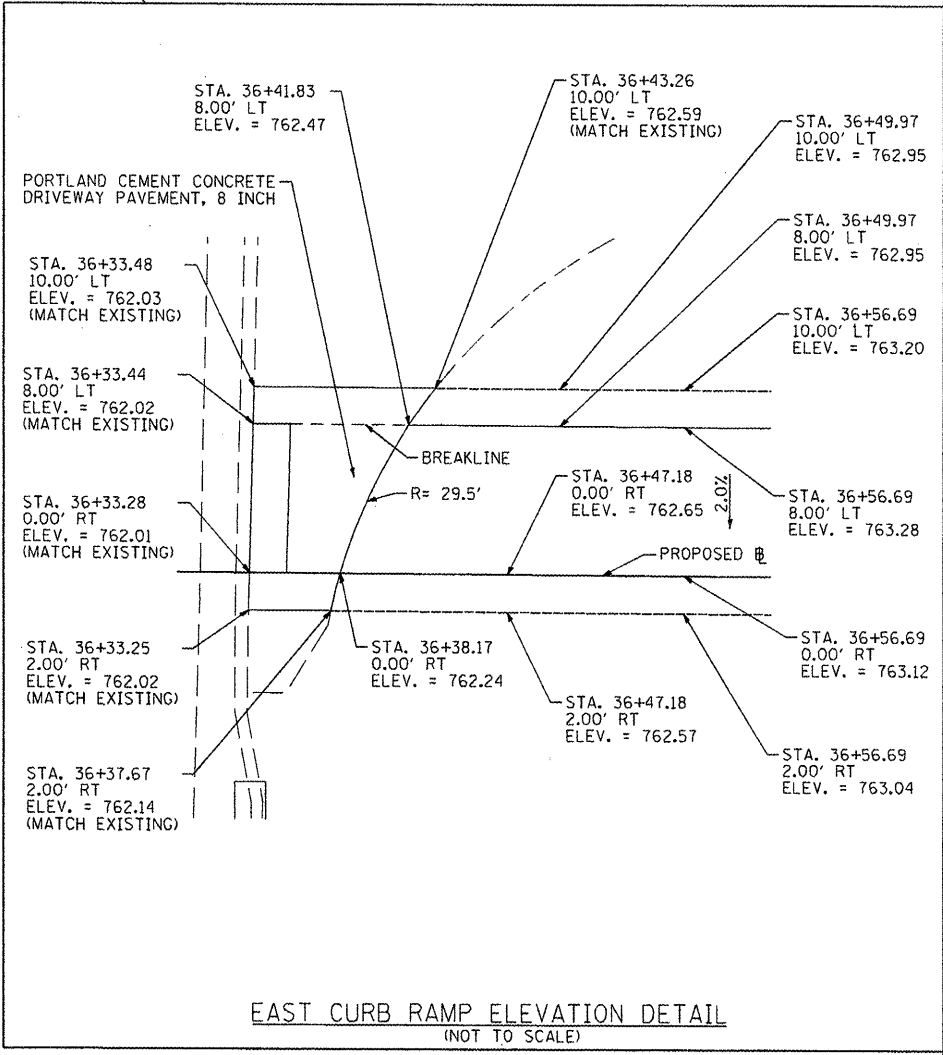 STA. 36+41.83
8.00' LT
ELEV. = 762.47
STA. 36+43.26
10.00' LT
ELEV. = 762.59
(MATCH EXISTING)
STA. 36+49.97
10.00' LT
ELEV. = 762.95
PORTLAND CEMENT CONCRETE
DRIVEWAY PAVEMENT, 8 INCH
STA. 36+49.97
8.00' LT
ELEV. = 762.95
STA. 36+33.48
10.00' LT
ELEV. = 762.03
(MATCH EXISTING)
STA. 36+56.69
10.00' LT
ELEV. = 763.20
STA. 36+33.44
8.00' LT
ELEV. = 762.02
(MATCH EXISTING)
BREAKLINE
R= 29.5'
STA. 36+47.18
0.00' RT
ELEV. = 762.65
2.0%
STA. 36+56.69
8.00' LT
ELEV. = 763.28
STA. 36+33.28
0.00' RT
ELEV. = 762.01
(MATCH EXISTING)
PROPOSED BL
STA. 36+33.25
2.00' RT
ELEV. = 762.02
(MATCH EXISTING)
STA. 36+38.17
0.00' RT
ELEV. = 762.24
STA. 36+56.69
0.00' RT
ELEV. = 763.12
STA. 36+47.18
2.00' RT
ELEV. = 762.57
STA. 36+56.69
2.00' RT
ELEV. = 763.04
STA. 36+37.67
2.00' RT
ELEV. = 762.14
(MATCH EXISTING)
EAST CURB RAMP ELEVATION DETAIL
(NOT TO SCALE)